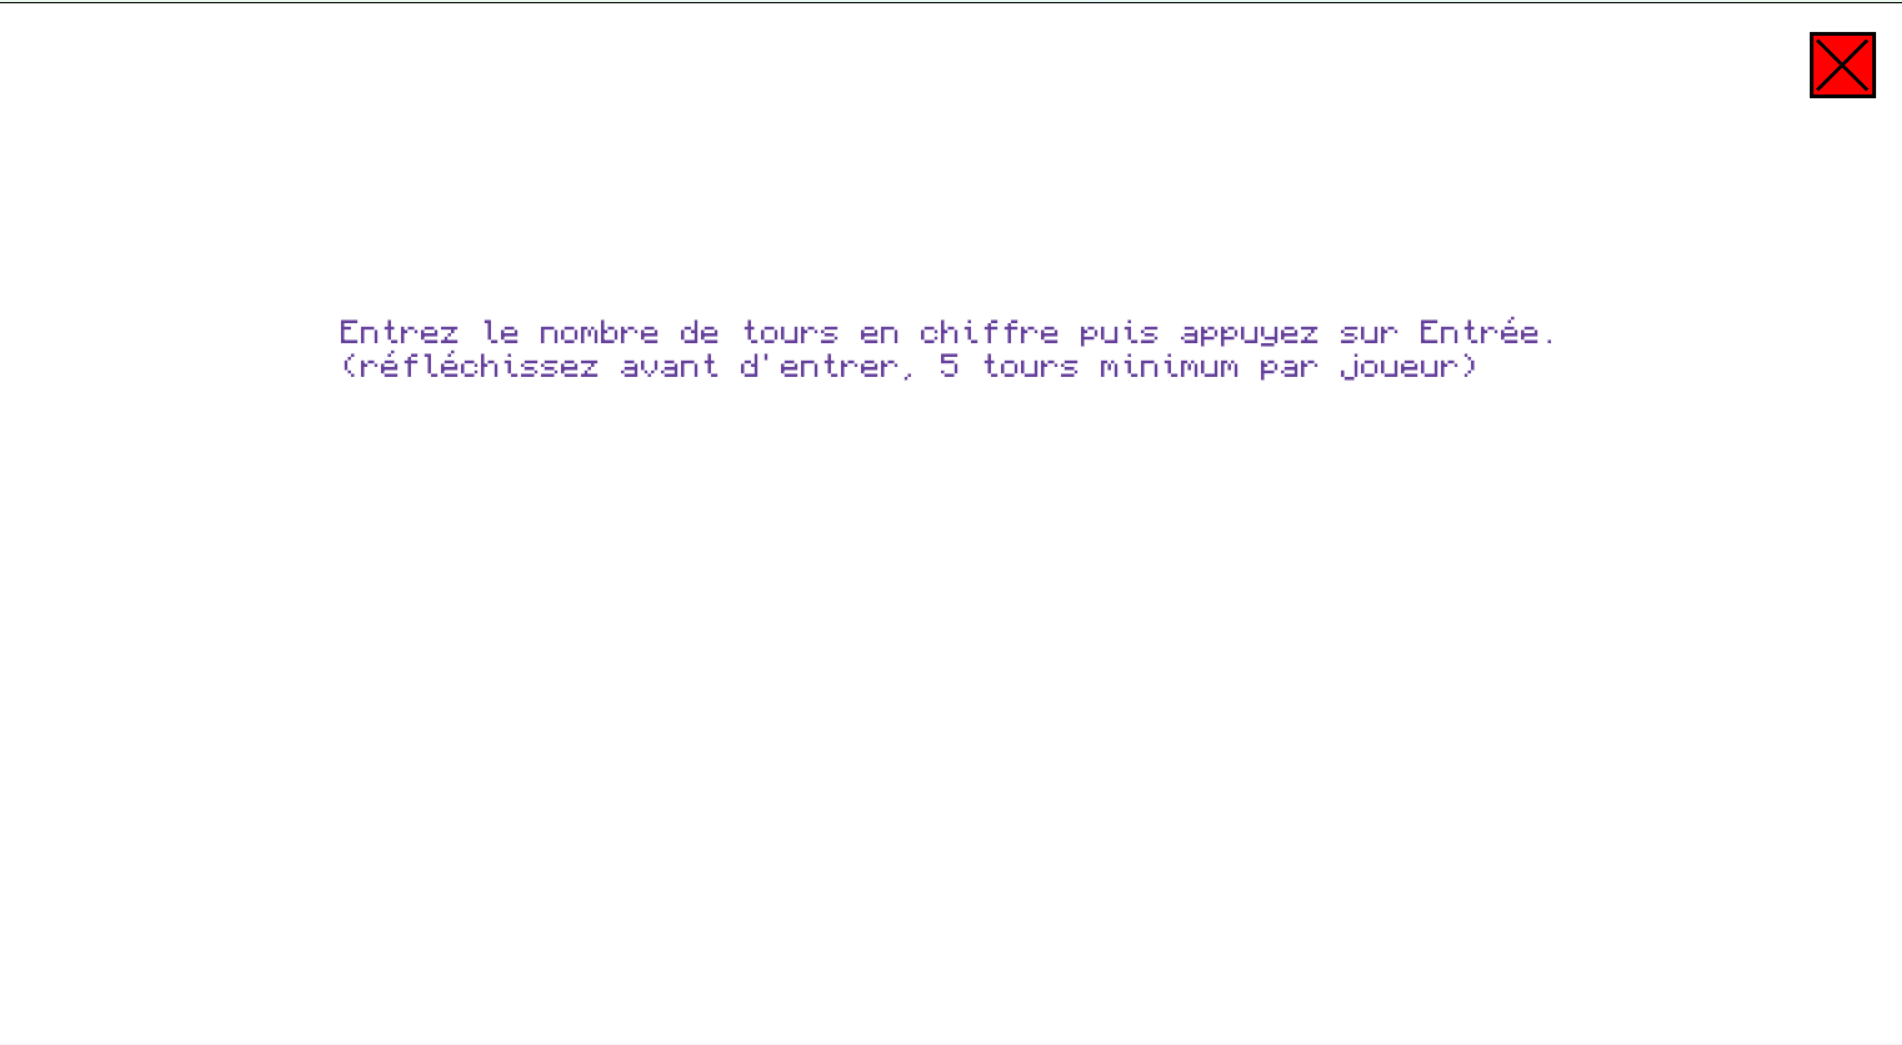 Entrez le nombre de tours en chiffre puis appuyez sur Entrée.
(réfléchissez avant d'entrer, 5 tours minimum par joueur)